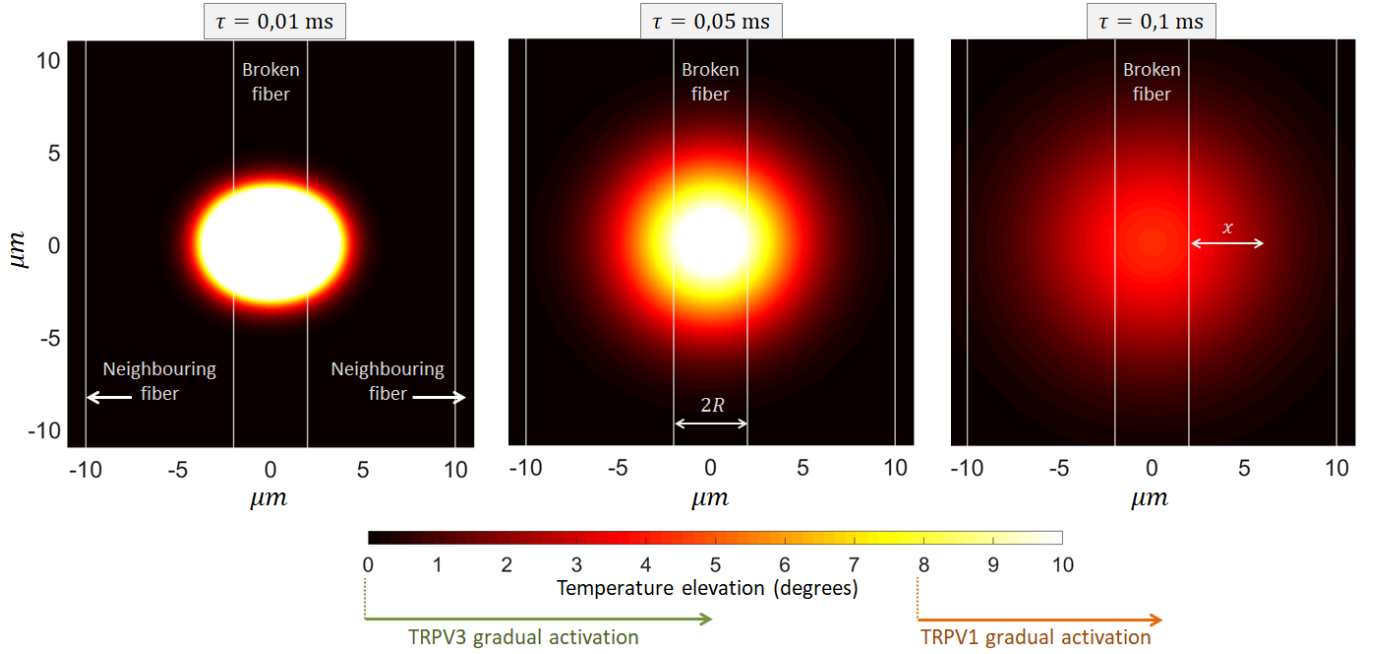 τ = 0,01 ms
τ = 0,05 ms
τ = 0,1 ms
10
5
0
-5
-10
μm
Broken
fiber
Neighbouring
fiber
Neighbouring
fiber
Broken
fiber
2R
Broken
fiber
x
-10 -5 0 5 10
-10 -5 0 5 10
-10 -5 0 5 10
μm
μm
μm
0 1 2 3 4 5 6 7 8 9 10
Temperature elevation (degrees)
TRPV3 gradual activation
TRPV1 gradual activation